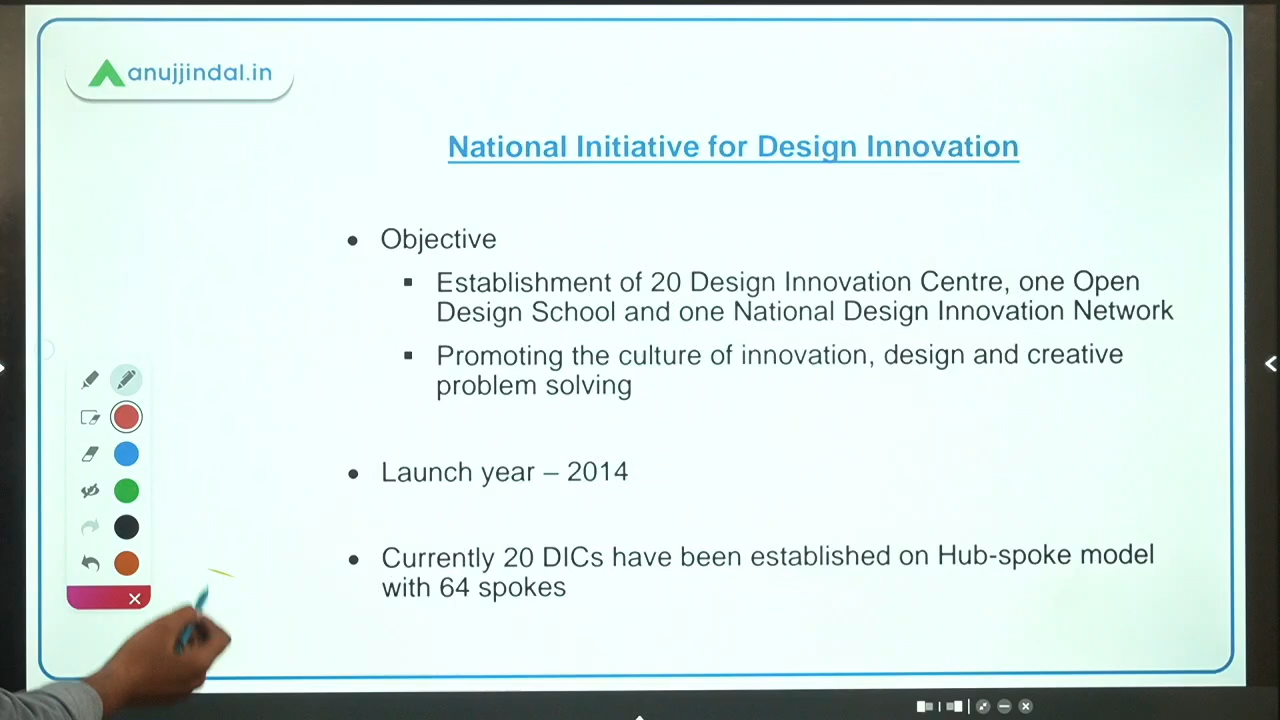 anujjindal.in
National Initiative for Design Innovation
Objective
Establishment of 20 Design Innovation Centre, one Open
Design School and one National Design Innovation Network
Promoting the culture of innovation, design and creative
problem solving
Launch year – 2014
Currently 20 DICs have been established on Hub-spoke model
with 64 spokes